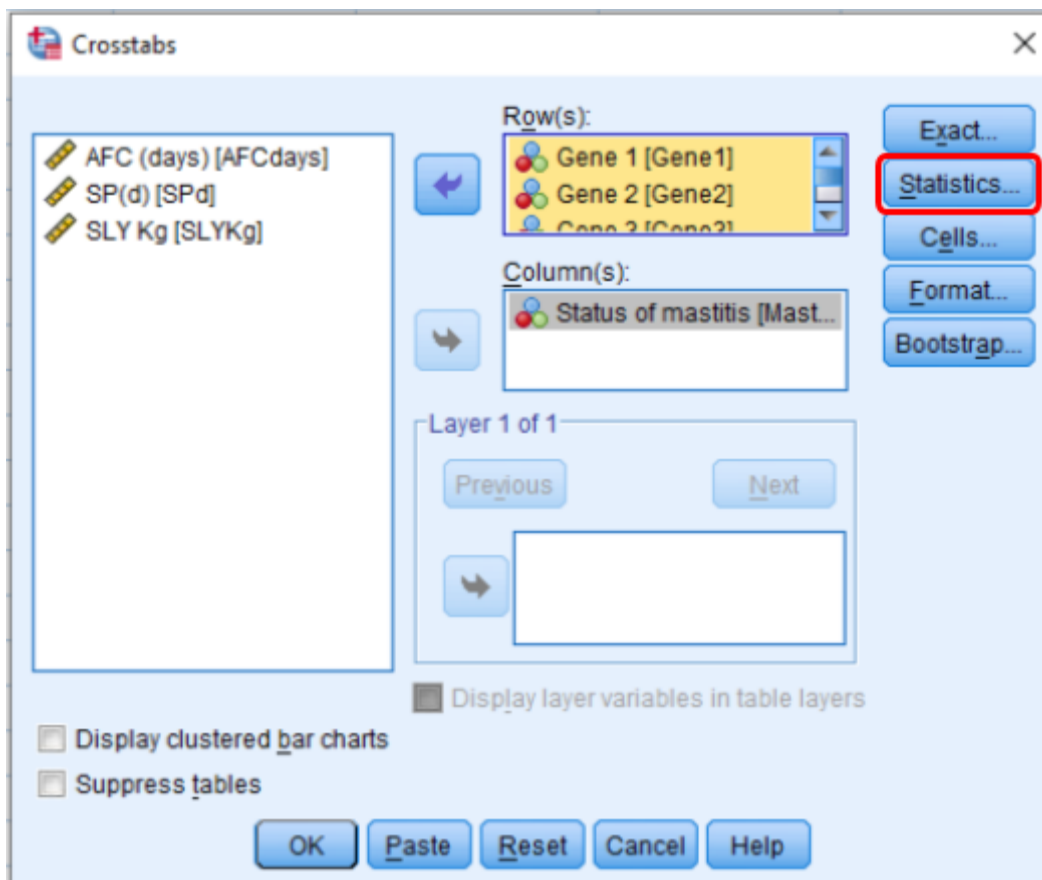 Crosstabs
AFC (days) [AFCdays]
SP(d) [SPd]
SLY Kg [SLYKg]
Row(s):
Gene 1 [Gene1]
Gene 2 [Gene2]
Column(s):
Status of mastitis [Mast...
Layer 1 of 1
Previous
Next
Display layer variables in table layers
Exact...
Statistics...
Cells...
Format...
Bootstrap...
Display clustered bar charts
Suppress tables
OK Paste Reset Cancel Help